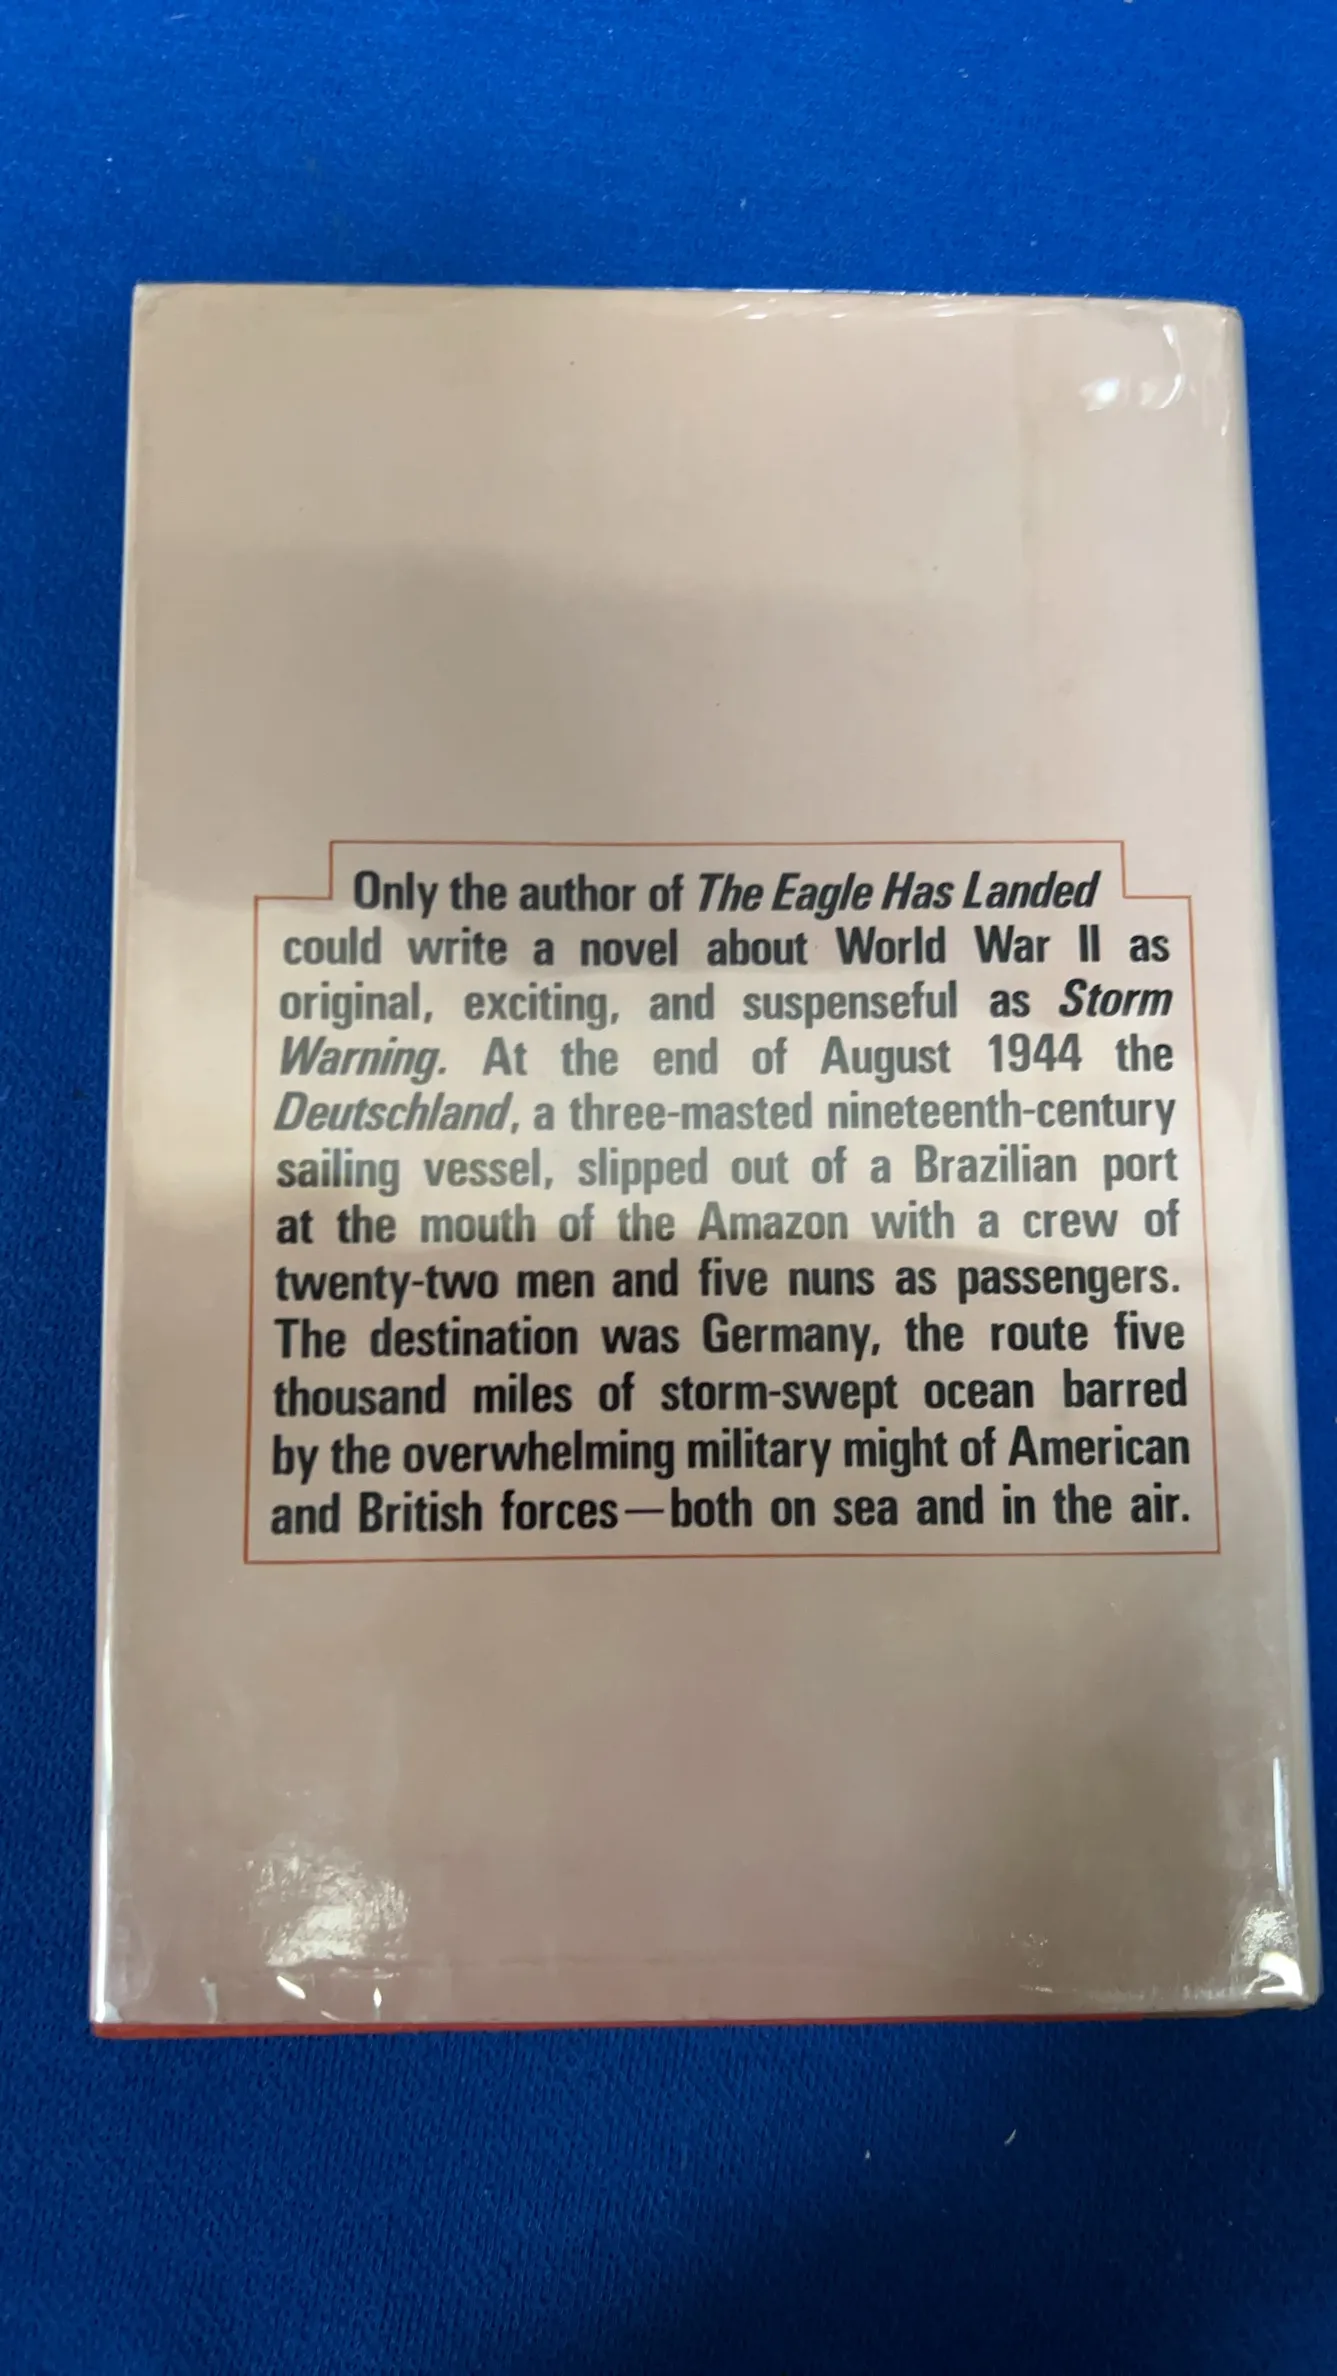 Only the author of The Eagle Has Landed
could write a novel about World War II as
original, exciting, and suspenseful as Storm
Warning. At the end of August 1944 the
Deutschland, a three-masted nineteenth-century
sailing vessel, slipped out of a Brazilian port
at the mouth of the Amazon with a crew of
twenty-two men and five nuns as passengers.
The destination was Germany, the route five
thousand miles of storm-swept ocean barred
by the overwhelming military might of American
and British forces—both on sea and in the air.